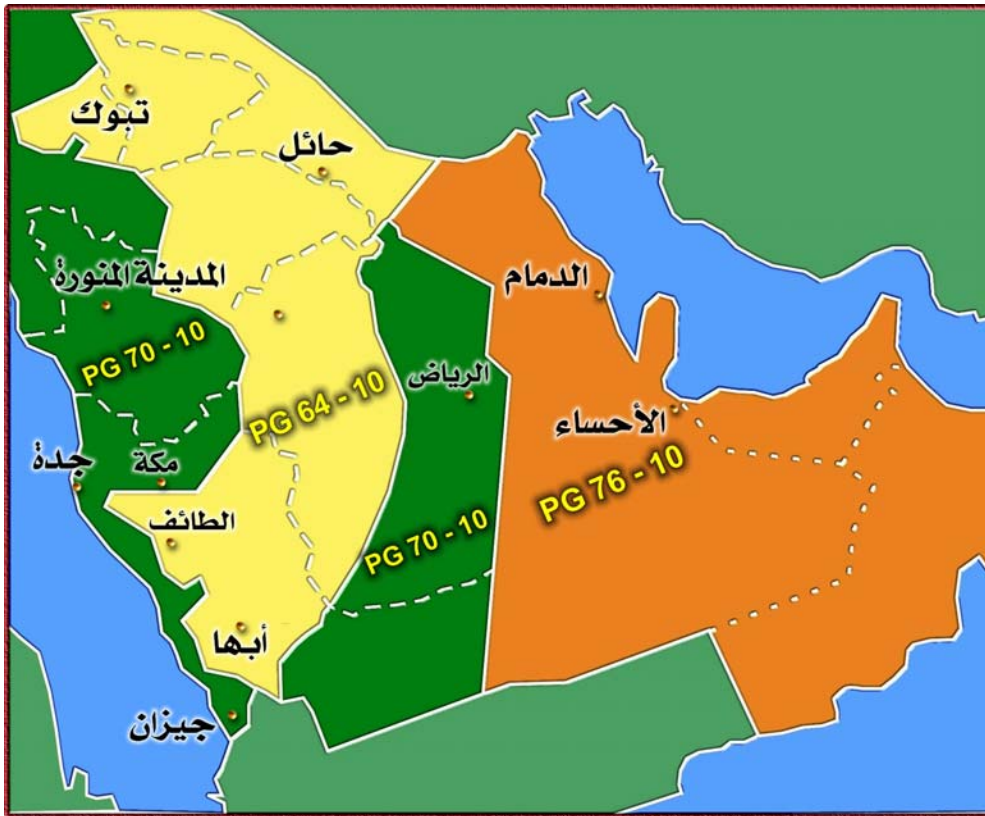 تبوك
حائل
المدينة المنورة
الدمام
PG 70 - 10
PG 64 - 10
الرياض
الأحساء
PG 76 - 10
جدة
مكة
الطائف
PG 70 - 10
أبها
جيزان